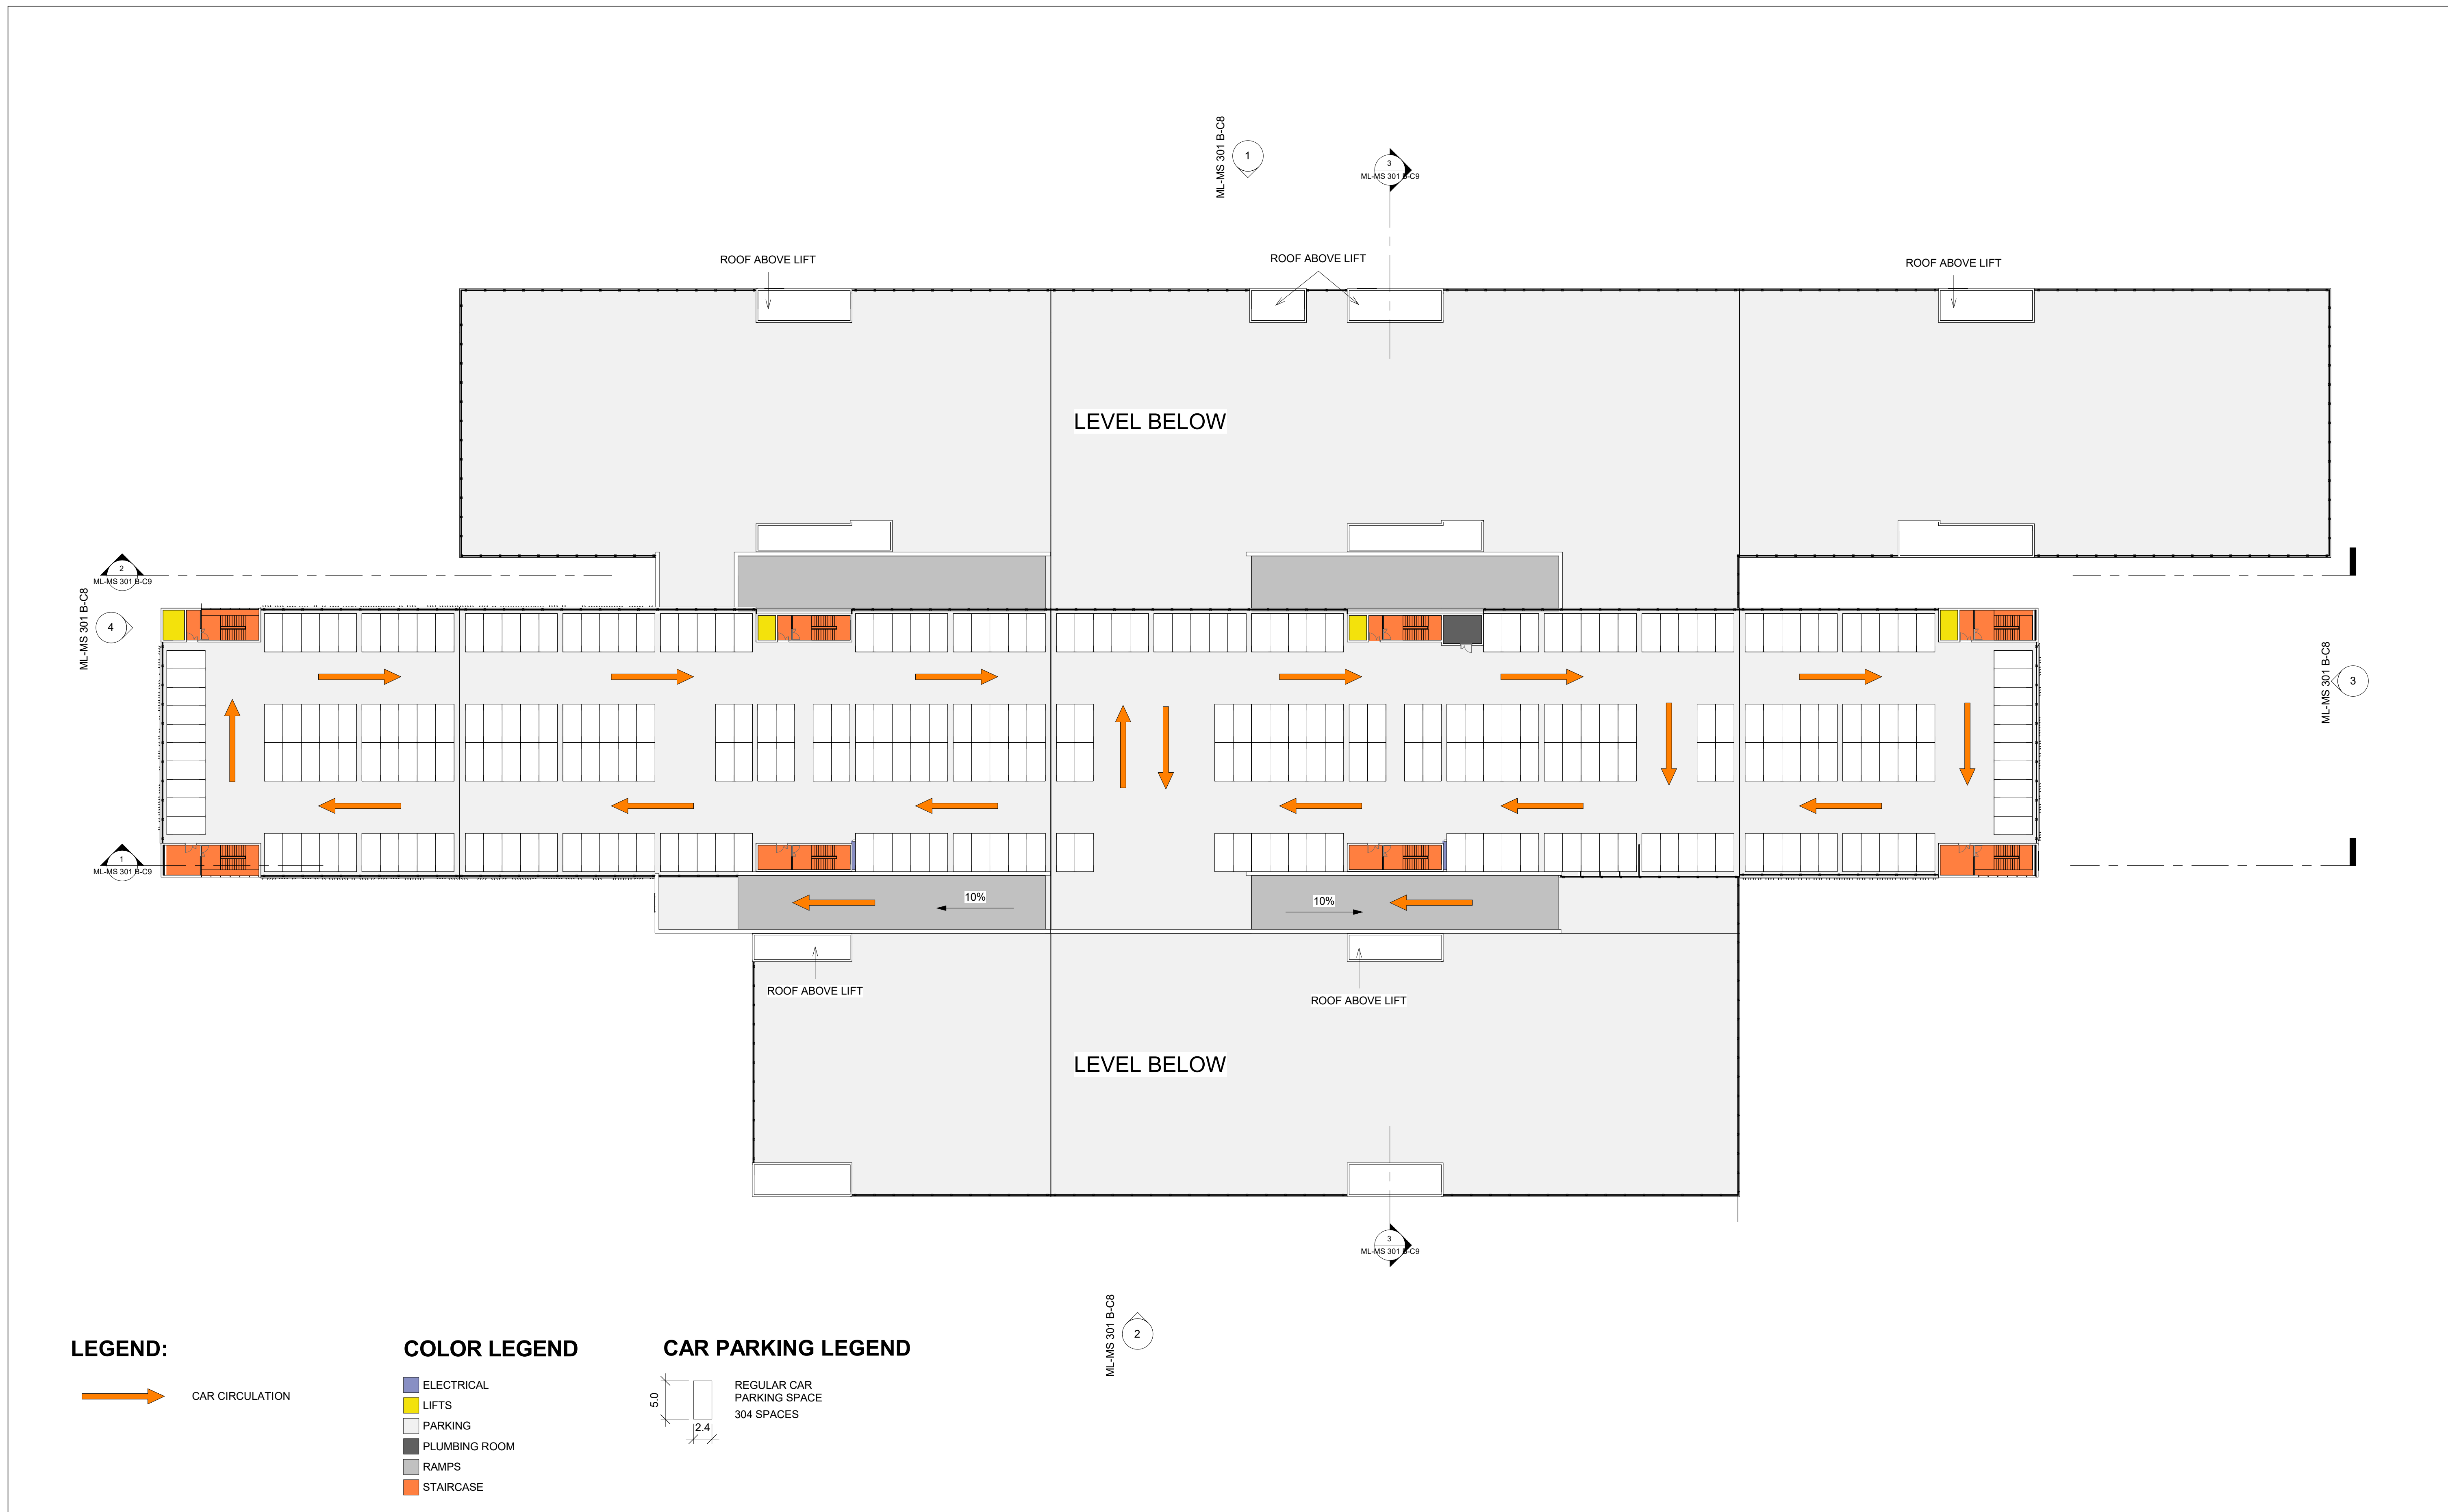 ML-MS 301 B-C8
1
3
ML-MS 301 B-C9
ROOF ABOVE LIFT
ROOF ABOVE LIFT
ROOF ABOVE LIFT
LEVEL BELOW
2
ML-MS 301 B-C9
ML-MS 301 B-C8
4
ML-MS 301 B-C8
3
1
ML-MS 301 B-C9
10%
10%
ROOF ABOVE LIFT
ROOF ABOVE LIFT
LEVEL BELOW
3
ML-MS 301 B-C9
ML-MS 301 B-C8
2
LEGEND:
CAR CIRCULATION
COLOR LEGEND
ELECTRICAL
LIFTS
PARKING
PLUMBING ROOM
RAMPS
STAIRCASE
CAR PARKING LEGEND
5.0
2.4
REGULAR CAR
PARKING SPACE
304 SPACES